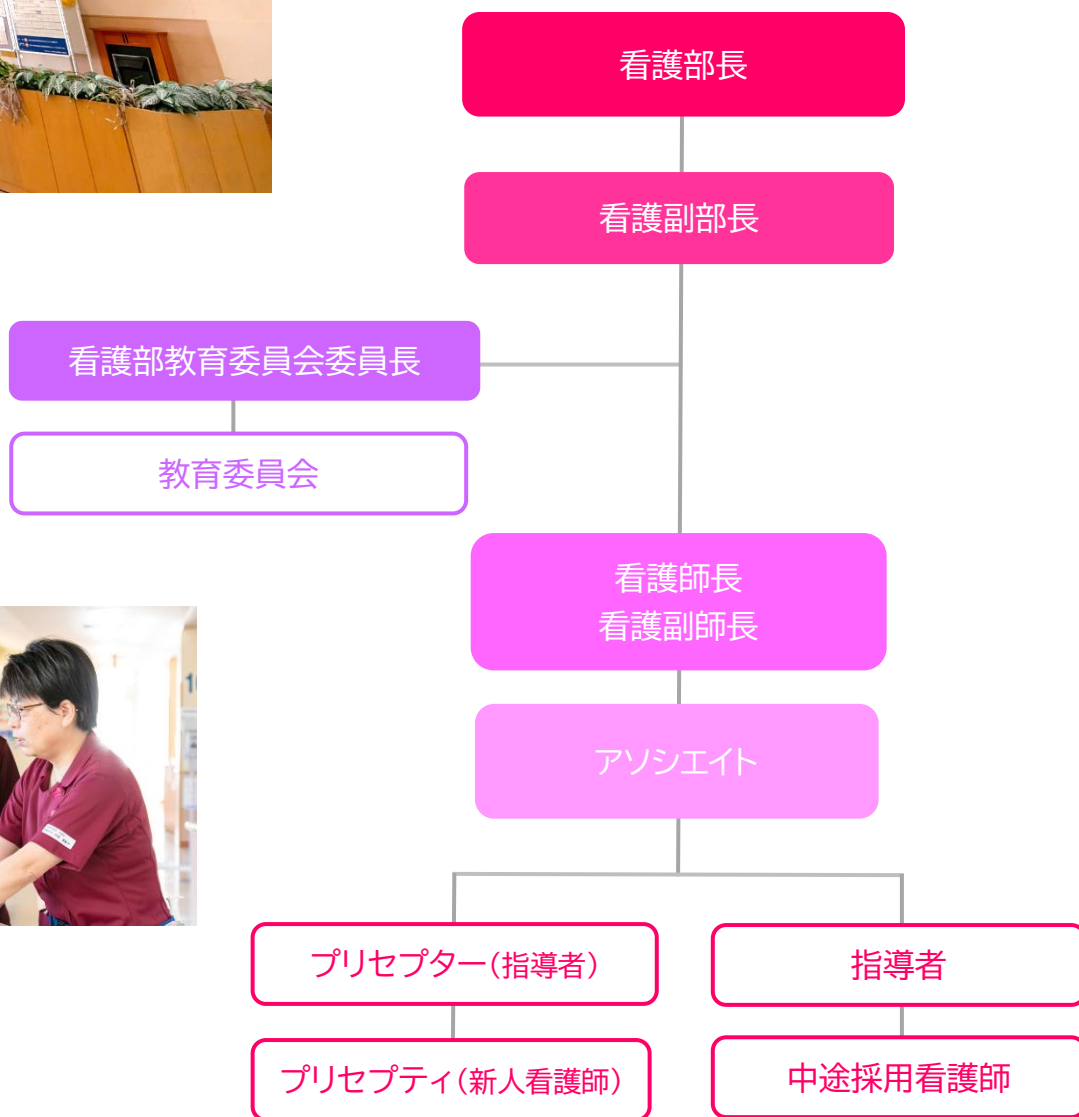 看護部長
看護副部長
看護部教育委員会委員長
教育委員会
看護師長
看護副師長
アソシエイト
プリセプター(指導者)
指導者
プリセプティ(新人看護師)
中途採用看護師